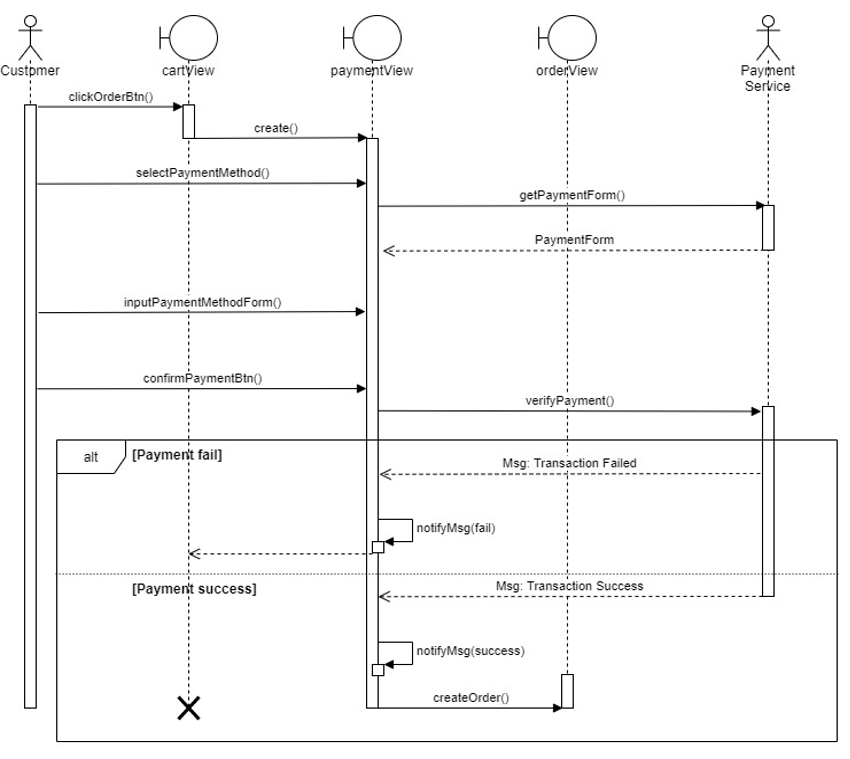 Customer
cartView
paymentView
orderView
Payment
Service
clickOrderBtn()
create()
selectPaymentMethod()
getPaymentForm()
PaymentForm
inputPaymentMethodForm()
confirmPaymentBtn()
verifyPayment()
alt
[Payment fail]
Msg: Transaction Failed
notifyMsg(fail)
[Payment success]
Msg: Transaction Success
notifyMsg(success)
createOrder()